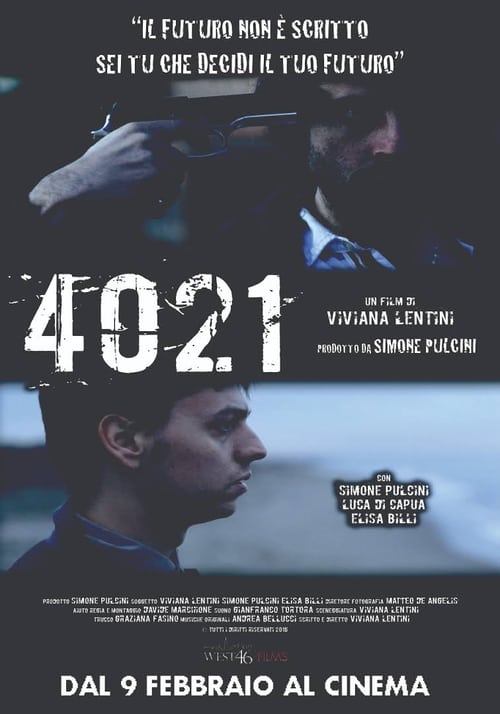 "IL FUTURO NON È SCRITTO
SEI TU CHE DECIDI IL TUO FUTURO"
4021
UN FILM DI
VIVIANA LENTINI
PRODOTTO DA SIMONE PULCINI
CON
SIMONE PULCINI
LUCA DI CAPUA
ELISA BILLI
PRODOTTO SIMONE PULCINI SOGGETTO VIVIANA LENTINI SIMONE PULCINI ELISA BILLI DIRETORE FOTOGRAFIA MATTEO DE ANGELIS
AIUTO REGIA E MONTAGGIO DAVIDE MARCHIONE SUONO GIANFRANCO TORTORA SCENEGGIATURA VIVIANA LENTINI
TRUCCO GRAZIANA FASINO MUSICHE ORIGINALI ANDREA BELLUCCI SCRITTO E DIRETTO VIVIANA LENTINI
© TUTTI I DIRITTI RISERVATI 2016
WEST46 FILMS
DAL 9 FEBBRAIO AL CINEMA